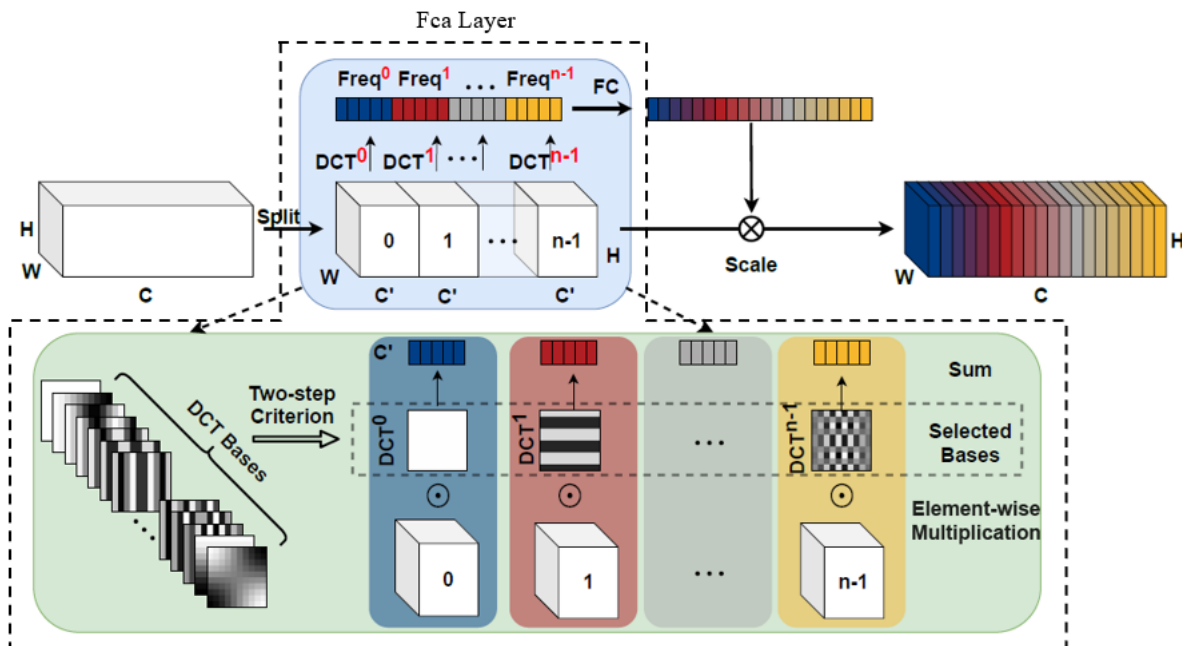 Fca Layer
Freq0 Freq1 ... Freqn-1
FC
DCT0 DCT1 ... DCTn-1
Split
H
W
C
0 1 ... n-1
H
W
C' C' C'
Scale
H
W
C
C'
Sum
DCT Bases
Two-step
Criterion
DCT0
DCT1
...
DCTn-1
Selected
Bases
Element-wise
Multiplication
...
0 1 ... n-1